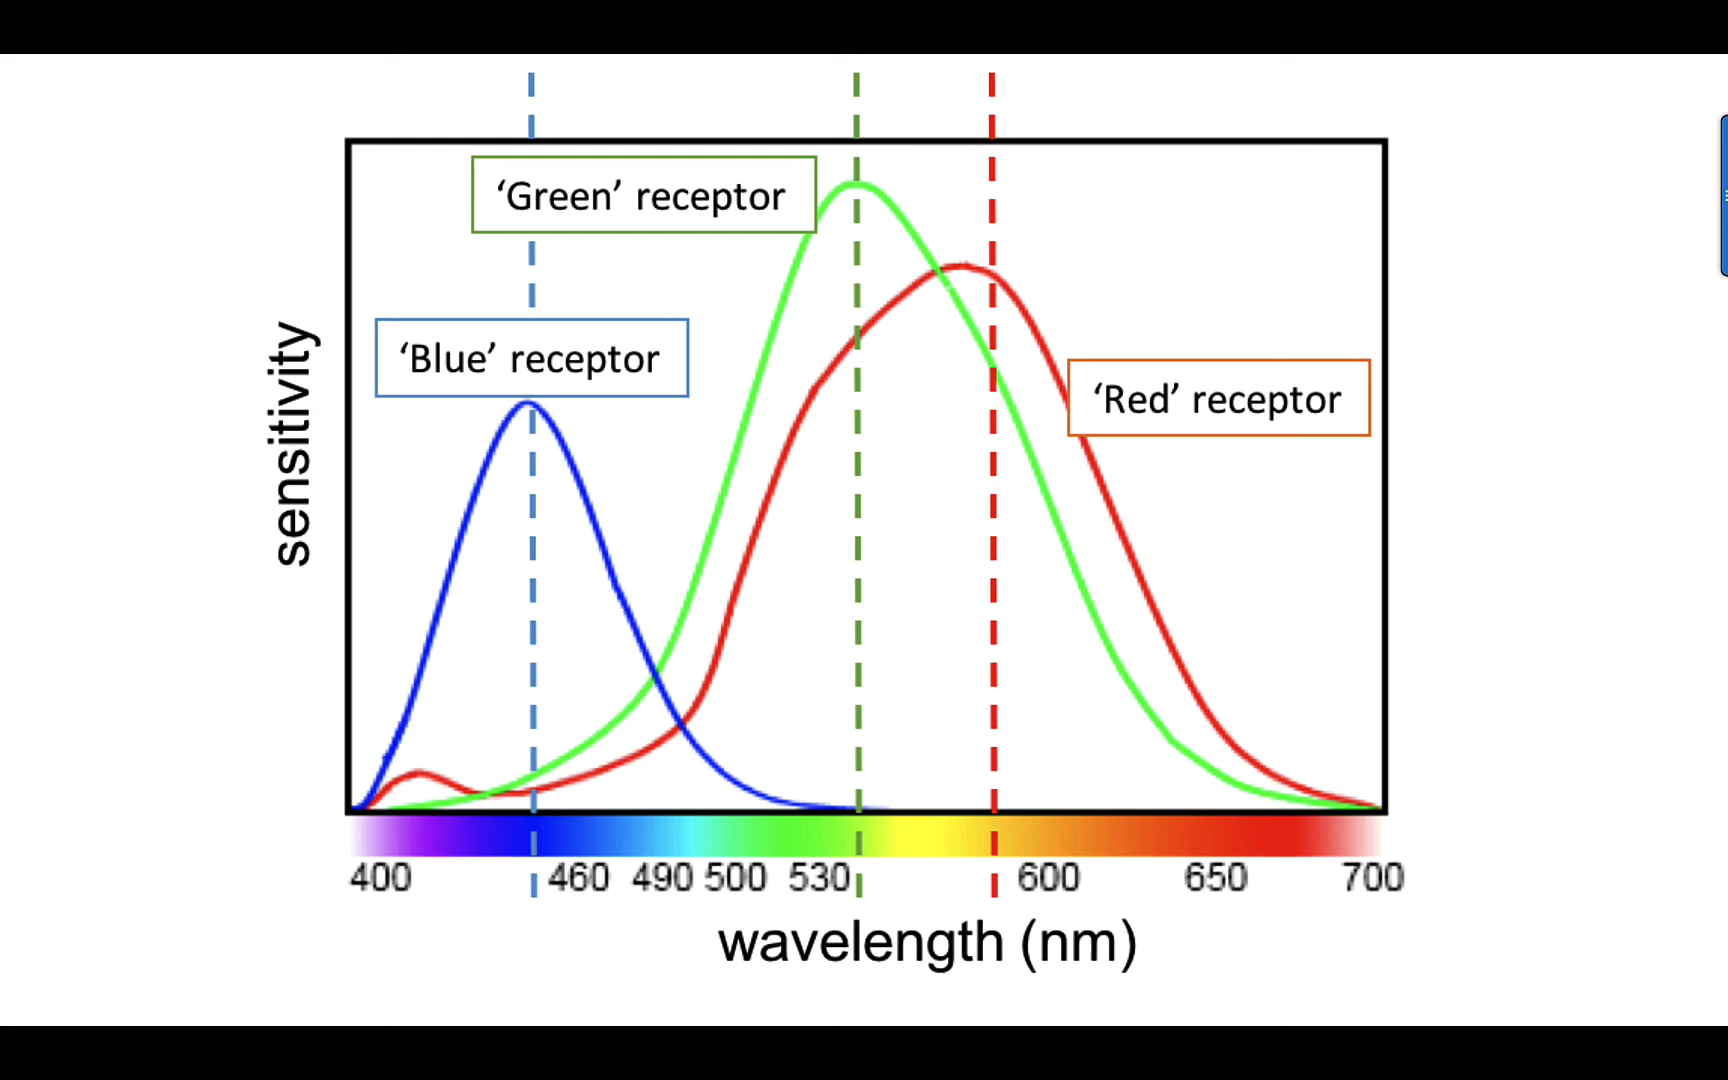 ‘Green’ receptor
‘Blue’ receptor
‘Red’ receptor
sensitivity
400 460 490 500 530 600 650 700
wavelength (nm)